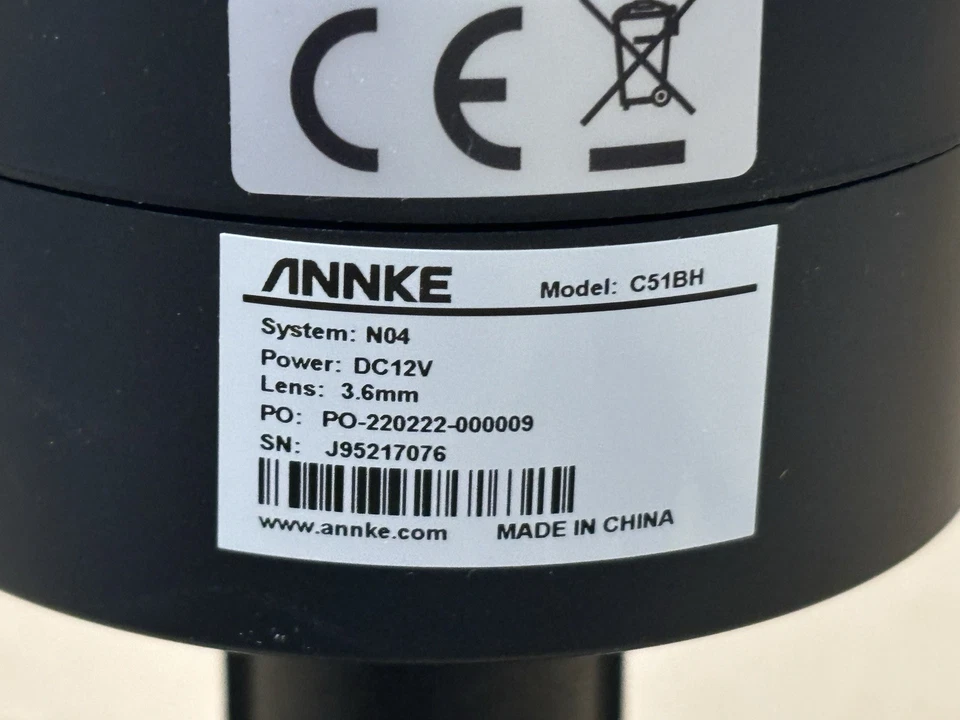 CE
ANNKE Model: C51BH
System: N04
Power: DC12V
Lens: 3.6mm
PO: PO-220222-000009
SN: J95217076
www.annke.com MADE IN CHINA